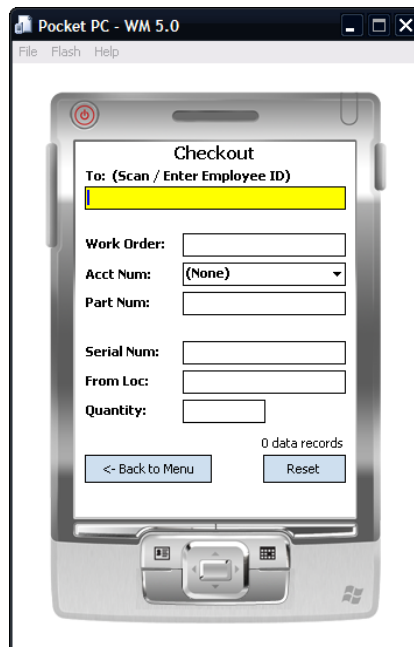 Pocket PC - WM 5.0
File Flash Help
Checkout
To: (Scan / Enter Employee ID)
Work Order:
Acct Num: (None)
Part Num:
Serial Num:
From Loc:
Quantity:
0 data records
<- Back to Menu Reset